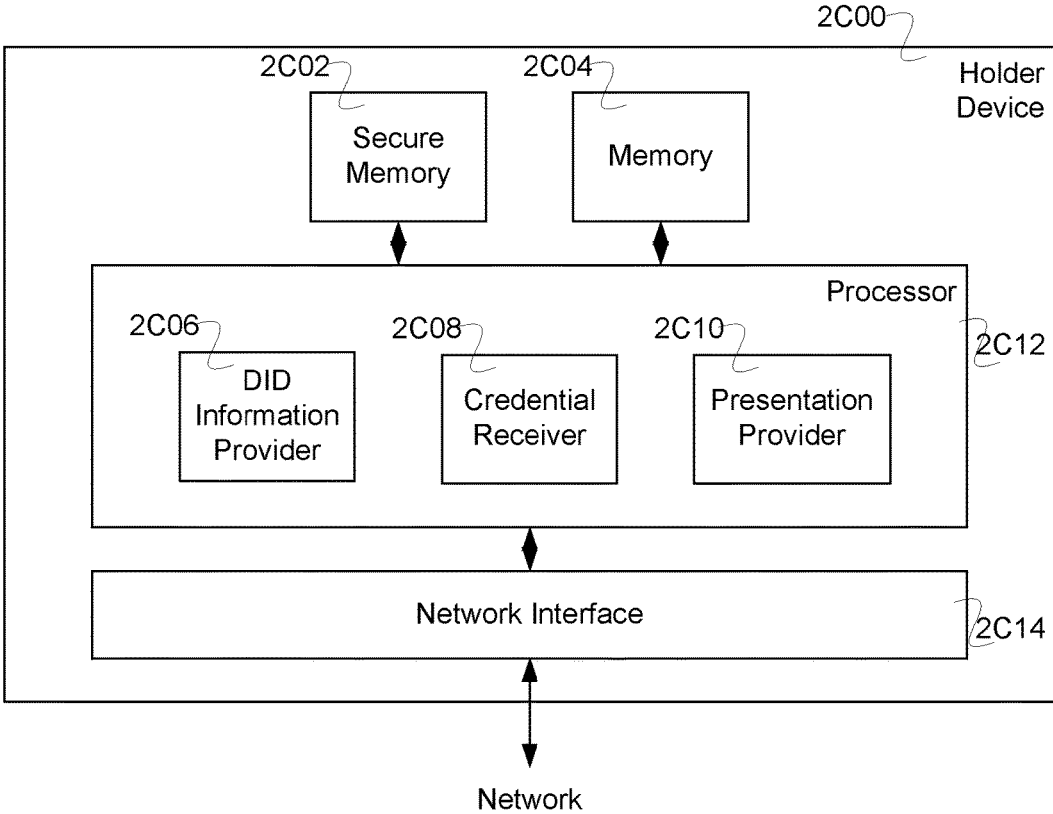 2C00
Holder
Device
2C02
2C04
Secure
Memory
Memory
Processor
2C12
2C06
2C08
2C10
DID
Information
Provider
Credential
Receiver
Presentation
Provider
Network Interface
2C14
Network